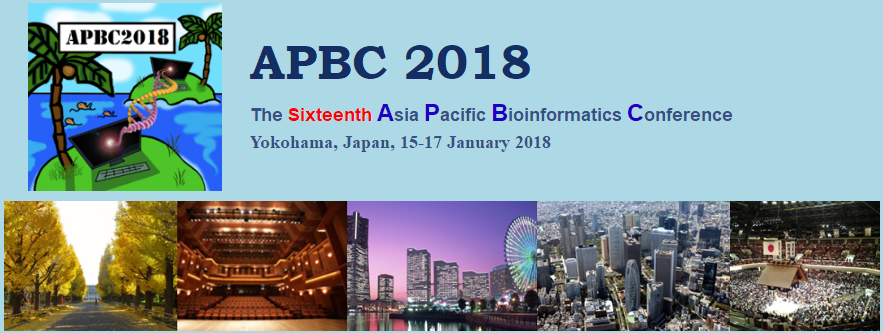 APBC2018
APBC 2018
The Sixteenth Asia Pacific Bioinformatics Conference
Yokohama, Japan, 15-17 January 2018